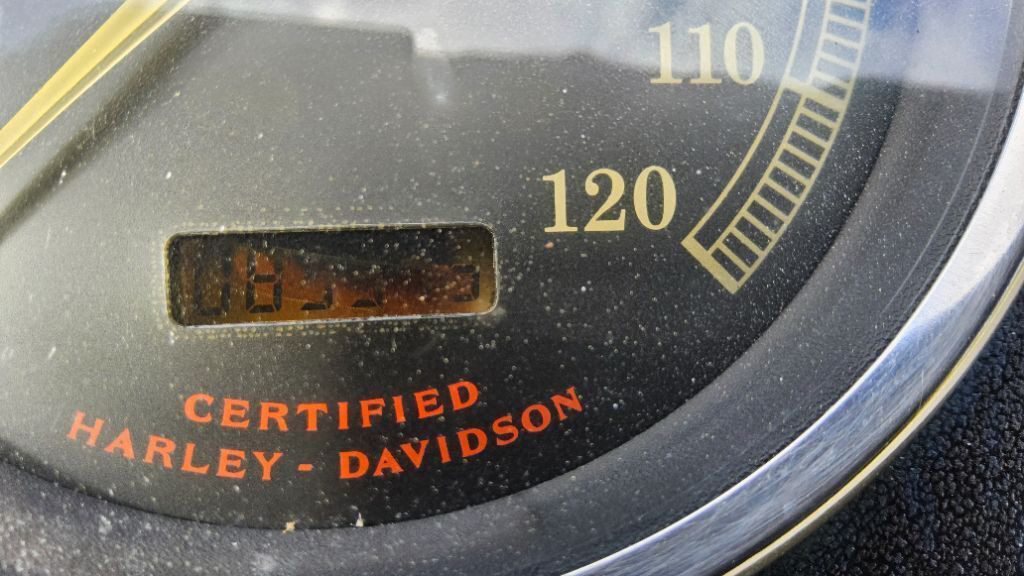 110
120
CERTIFIED
HARLEY - DAVIDSON